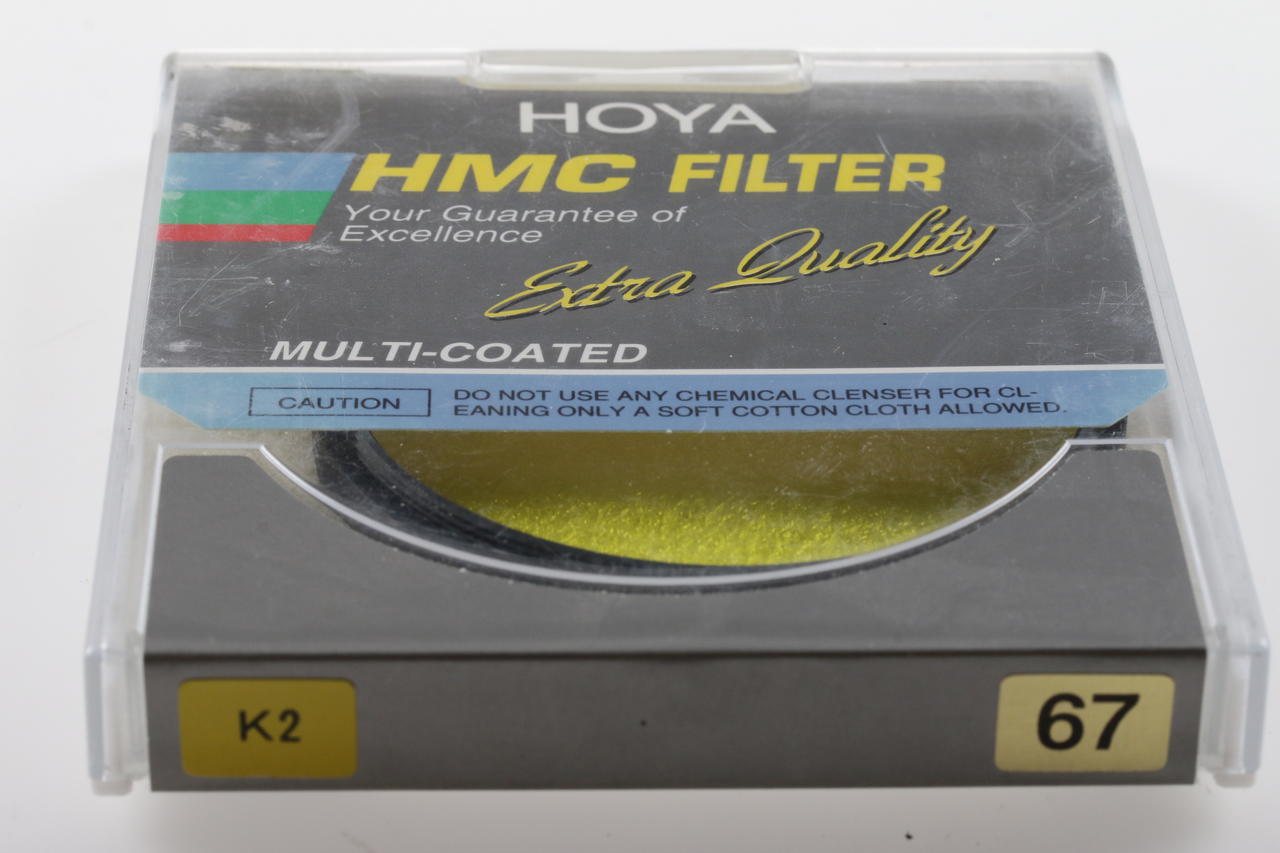 HOYA
HMC FILTER
Your Guarantee of
Excellence
Extra Quality
MULTI-COATED
CAUTION
DO NOT USE ANY CHEMICAL CLENSER FOR CL-
EANING ONLY A SOFT COTTON CLOTH ALLOWED.
K2
67